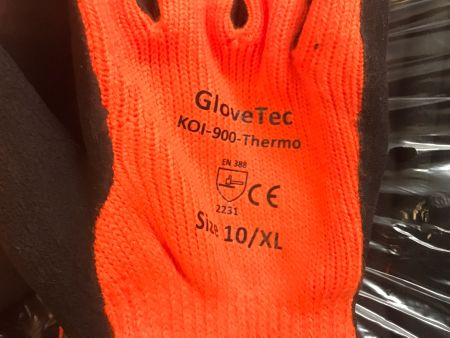 GloveTec
KOI-900-Thermo
EN 388
CE
2231
Size 10/XL